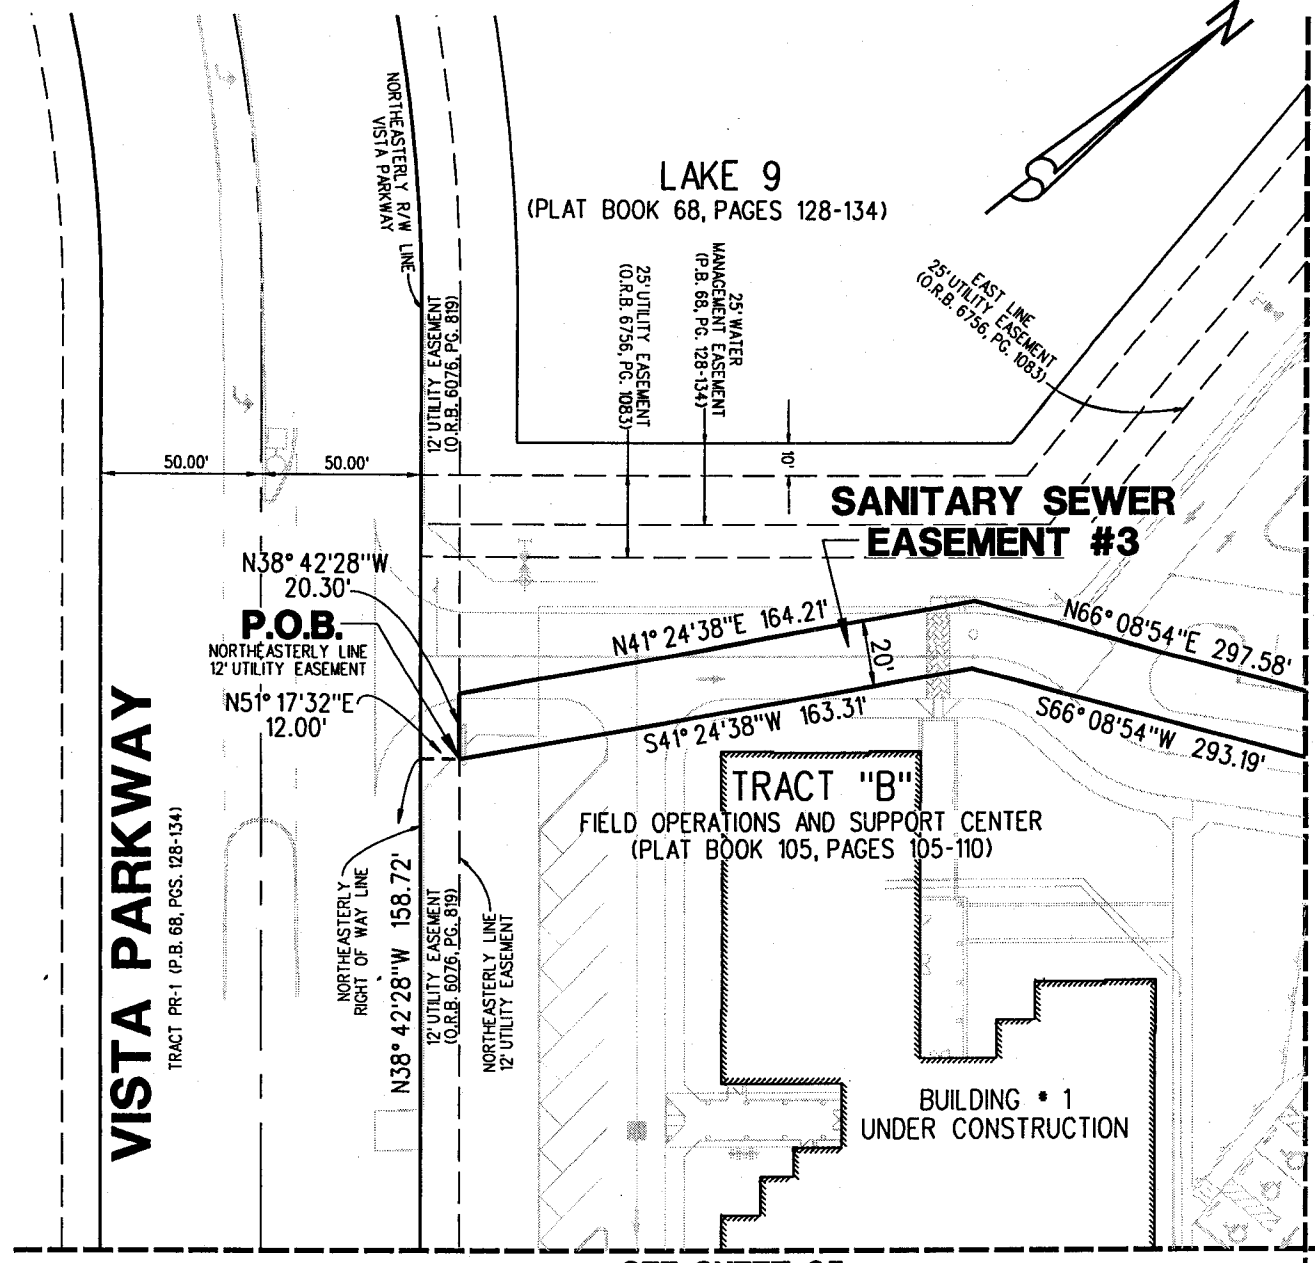 N
LAKE 9
(PLAT BOOK 68, PAGES 128-134)
NORTHEASTERLY R/W LINE
VISTA PARKWAY
12' UTILITY EASEMENT
(O.R.B. 6076, PG. 819)
25' UTILITY EASEMENT
(O.R.B. 6756, PG. 1083)
25' WATER
MANAGEMENT EASEMENT
(P.B. 68, PG. 128-134)
EAST LINE
25' UTILITY EASEMENT
(O.R.B. 6756, PG. 1083)
50.00'
50.00'
10'
SANITARY SEWER
EASEMENT #3
N38° 42'28"W
20.30'
P.O.B.
NORTHEASTERLY LINE
12' UTILITY EASEMENT
N51° 17'32"E
12.00'
N41° 24'38"E 164.21'
N66° 08'54"E 297.58'
20'
S41° 24'38"W 163.31'
S66° 08'54"W 293.19'
TRACT "B"
FIELD OPERATIONS AND SUPPORT CENTER
(PLAT BOOK 105, PAGES 105-110)
VISTA PARKWAY
TRACT PR-1 (P.B. 68, PGS. 128-134)
NORTHEASTERLY
RIGHT OF WAY LINE
N38° 42'28"W 158.72'
12' UTILITY EASEMENT
(O.R.B. 6076, PG. 819)
NORTHEASTERLY LINE
12' UTILITY EASEMENT
BUILDING # 1
UNDER CONSTRUCTION